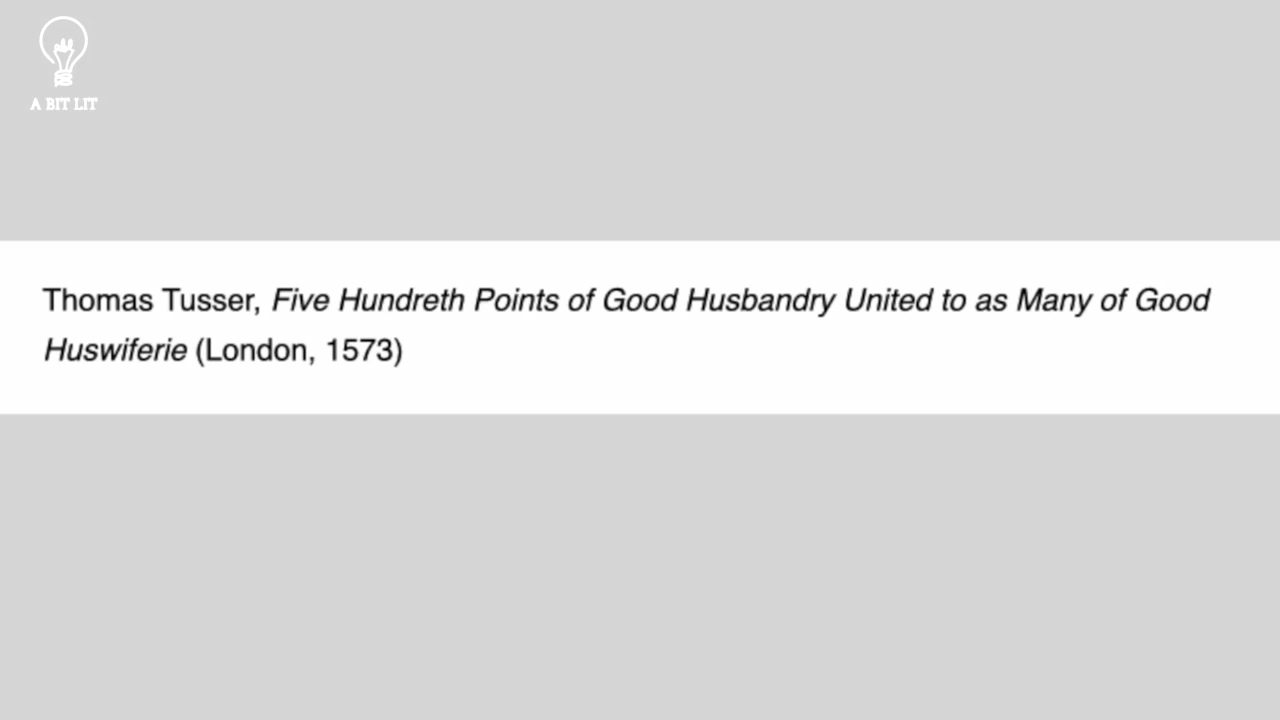 A BIT LIT
Thomas Tusser, Five Hundreth Points of Good Husbandry United to as Many of Good
Huswiferie (London, 1573)